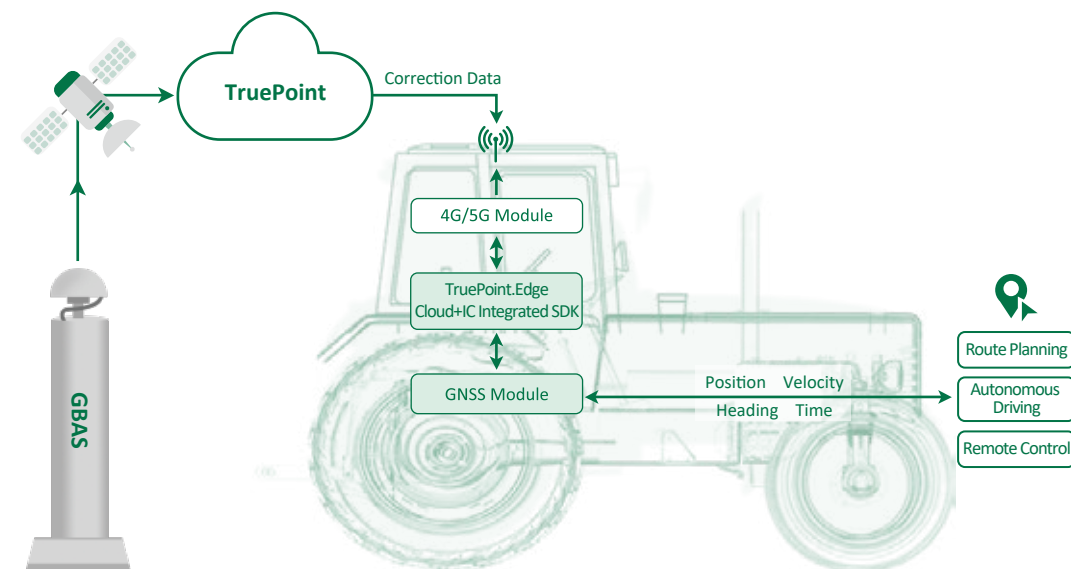 TruePoint
Correction Data
4G/5G Module
TruePoint.Edge
Cloud+IC Integrated SDK
GNSS Module
GBAS
Position Velocity
Heading Time
Route Planning
Autonomous
Driving
Remote Control